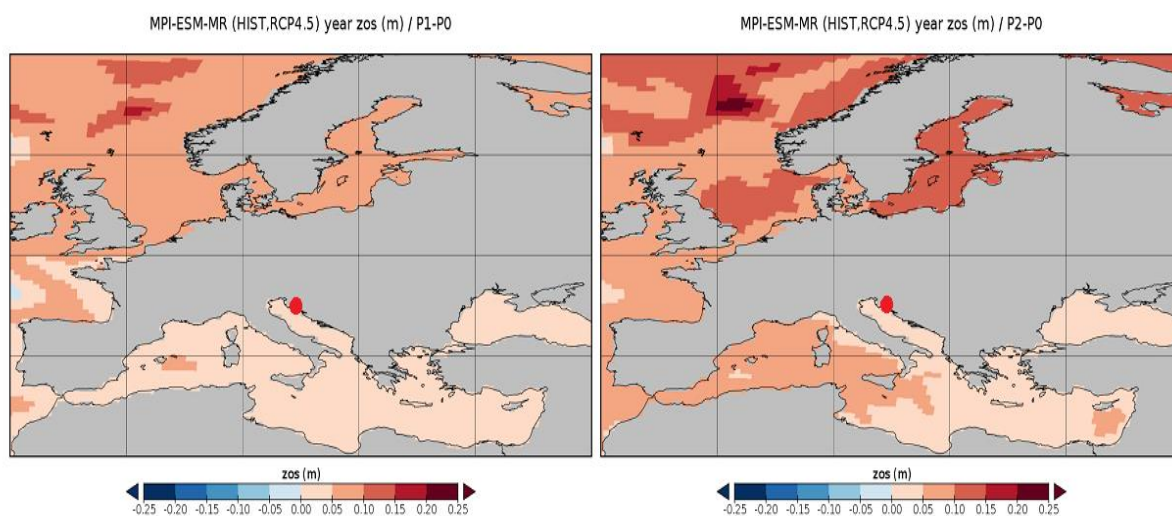 MPI-ESM-MR (HIST,RCP4.5) year zos (m) / P1-P0
MPI-ESM-MR (HIST,RCP4.5) year zos (m) / P2-P0
zos (m)
-0.25 -0.20 -0.15 -0.10 -0.05 0.00 0.05 0.10 0.15 0.20 0.25
zos (m)
-0.25 -0.20 -0.15 -0.10 -0.05 0.00 0.05 0.10 0.15 0.20 0.25